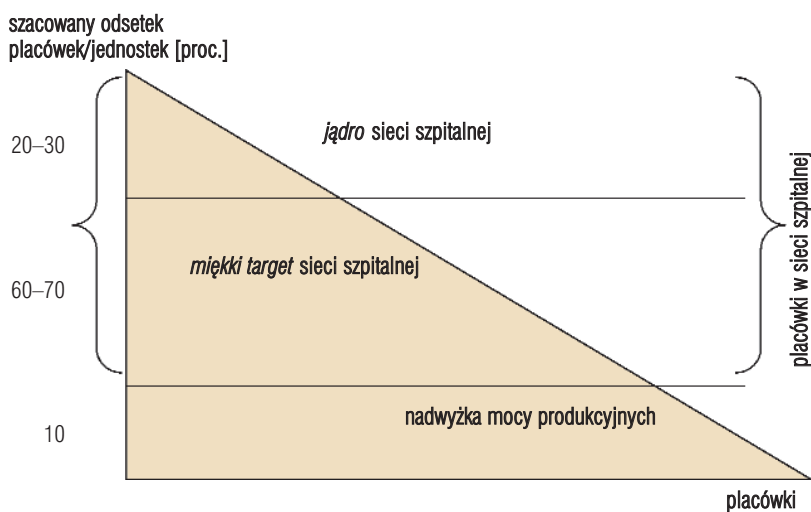 szacowany odsetek
placówek/jednostek [proc.]
20–30
jądro sieci szpitalnej
miękki target sieci szpitalnej
60–70
placówki w sieci szpitalnej
nadwyżka mocy produkcyjnych
10
placówki